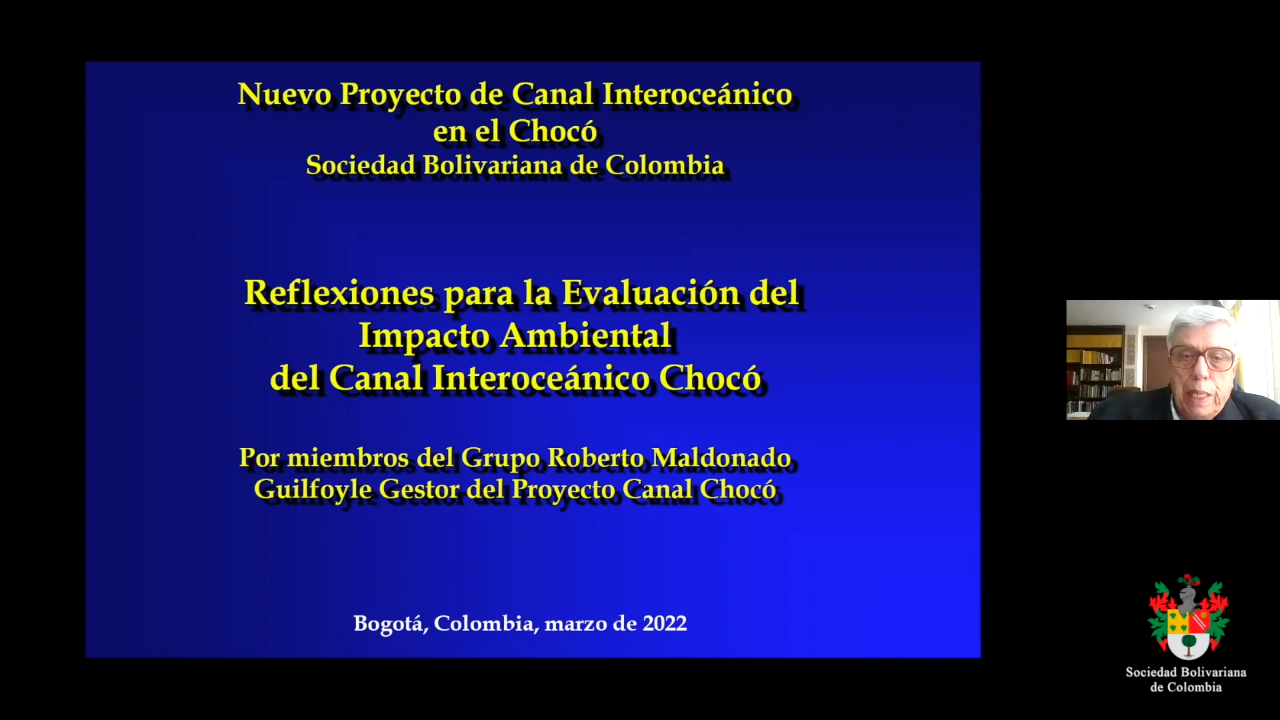 Nuevo Proyecto de Canal Interoceánico
en el Chocó
Sociedad Bolivariana de Colombia
Reflexiones para la Evaluación del
Impacto Ambiental
del Canal Interoceánico Chocó
Por miembros del Grupo Roberto Maldonado
Guilfoyle Gestor del Proyecto Canal Chocó
Bogotá, Colombia, marzo de 2022
Sociedad Bolivariana
de Colombia